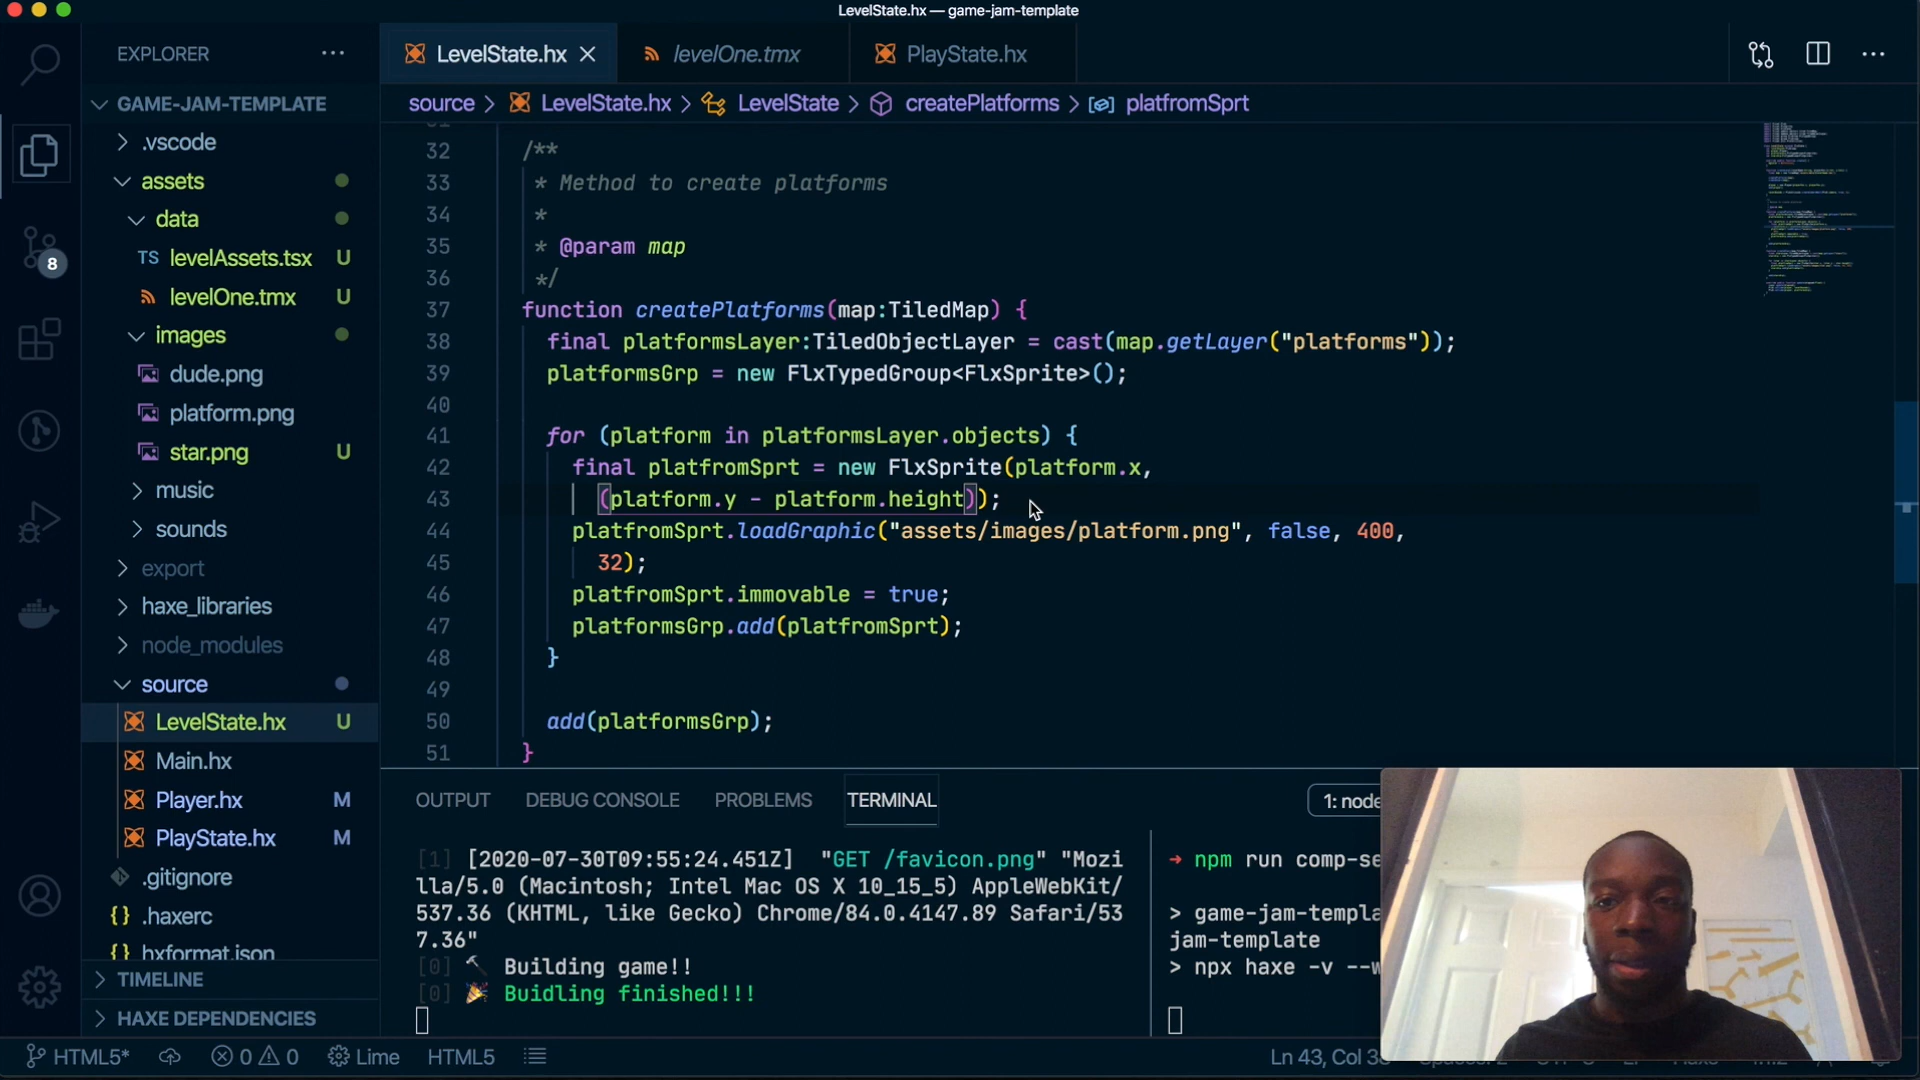 LevelState.hx — game-jam-template
EXPLORER
LevelState.hx
levelOne.tmx
PlayState.hx
source > LevelState.hx > LevelState > createPlatforms > platfromSprt
GAME-JAM-TEMPLATE
.vscode
assets
data
TS levelAssets.tsx U
levelOne.tmx U
images
dude.png
platform.png
star.png U
music
sounds
export
haxe_libraries
node_modules
source
LevelState.hx U
Main.hx
Player.hx M
PlayState.hx M
.gitignore
{} .haxerc
{} hxformat.json
TIMELINE
HAXE DEPENDENCIES
8
32 /**
33 * Method to create platforms
34 *
35 * @param map
36 */
37 function createPlatforms(map:TiledMap) {
38 final platformsLayer:TiledObjectLayer = cast(map.getLayer("platforms"));
39 platformsGrp = new FlxTypedGroup<FlxSprite>();
40
41 for (platform in platformsLayer.objects) {
42 final platfromSprt = new FlxSprite(platform.x,
43 (platform.y - platform.height));
44 platfromSprt.loadGraphic("assets/images/platform.png", false, 400,
45 32);
46 platfromSprt.immovable = true;
47 platformsGrp.add(platfromSprt);
48 }
49
50 add(platformsGrp);
51 }
OUTPUT DEBUG CONSOLE PROBLEMS TERMINAL
1: node
[1] [2020-07-30T09:55:24.451Z] "GET /favicon.png" "Mozi
lla/5.0 (Macintosh; Intel Mac OS X 10_15_5) AppleWebKit/
537.36 (KHTML, like Gecko) Chrome/84.0.4147.89 Safari/53
7.36"
[0] Building game!!
[0] Buidling finished!!!
→ npm run comp-se
> game-jam-templa
jam-template
> npx haxe -v --w
HTML5* 0 0 Lime HTML5
Ln 43, Col 3